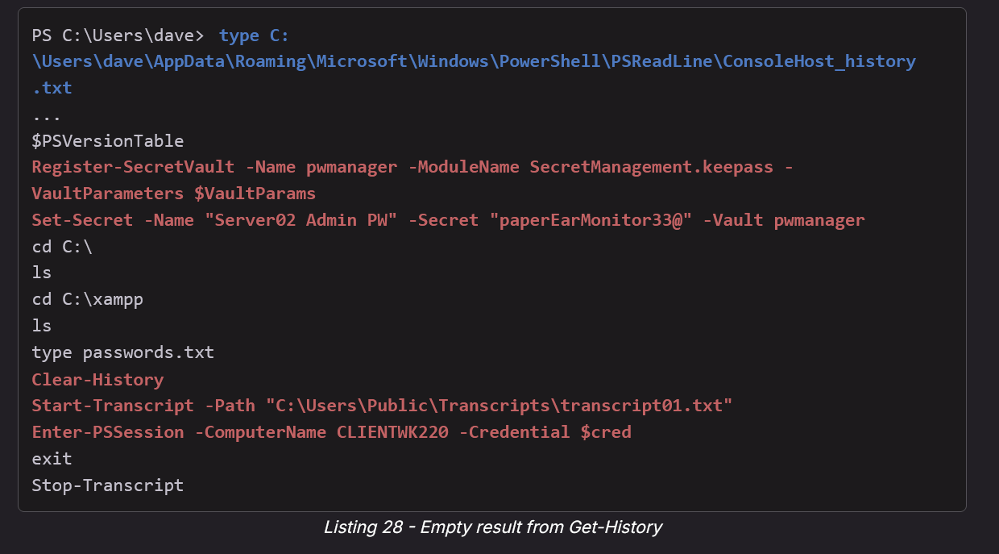 PS C:\Users\dave> type C:
\Users\dave\AppData\Roaming\Microsoft\Windows\PowerShell\PSReadLine\ConsoleHost_history
.txt
...
$PSVersionTable
Register-SecretVault -Name pwmanager -ModuleName SecretManagement.keepass -
VaultParameters $VaultParams
Set-Secret -Name "Server02 Admin PW" -Secret "paperEarMonitor33@" -Vault pwmanager
cd C:\
ls
cd C:\xampp
ls
type passwords.txt
Clear-History
Start-Transcript -Path "C:\Users\Public\Transcripts\transcript01.txt"
Enter-PSSession -ComputerName CLIENTWK220 -Credential $cred
exit
Stop-Transcript
Listing 28 - Empty result from Get-History